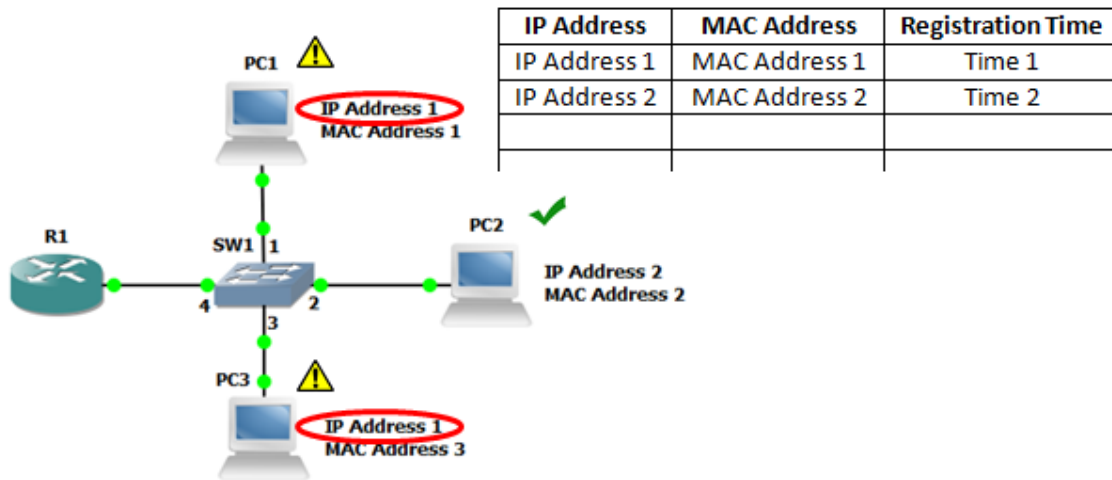 IP Address MAC Address Registration Time
IP Address 1 MAC Address 1 Time 1
IP Address 2 MAC Address 2 Time 2
PC1
IP Address 1
MAC Address 1
R1
SW1 1
4 2
3
PC2
IP Address 2
MAC Address 2
PC3
IP Address 1
MAC Address 3